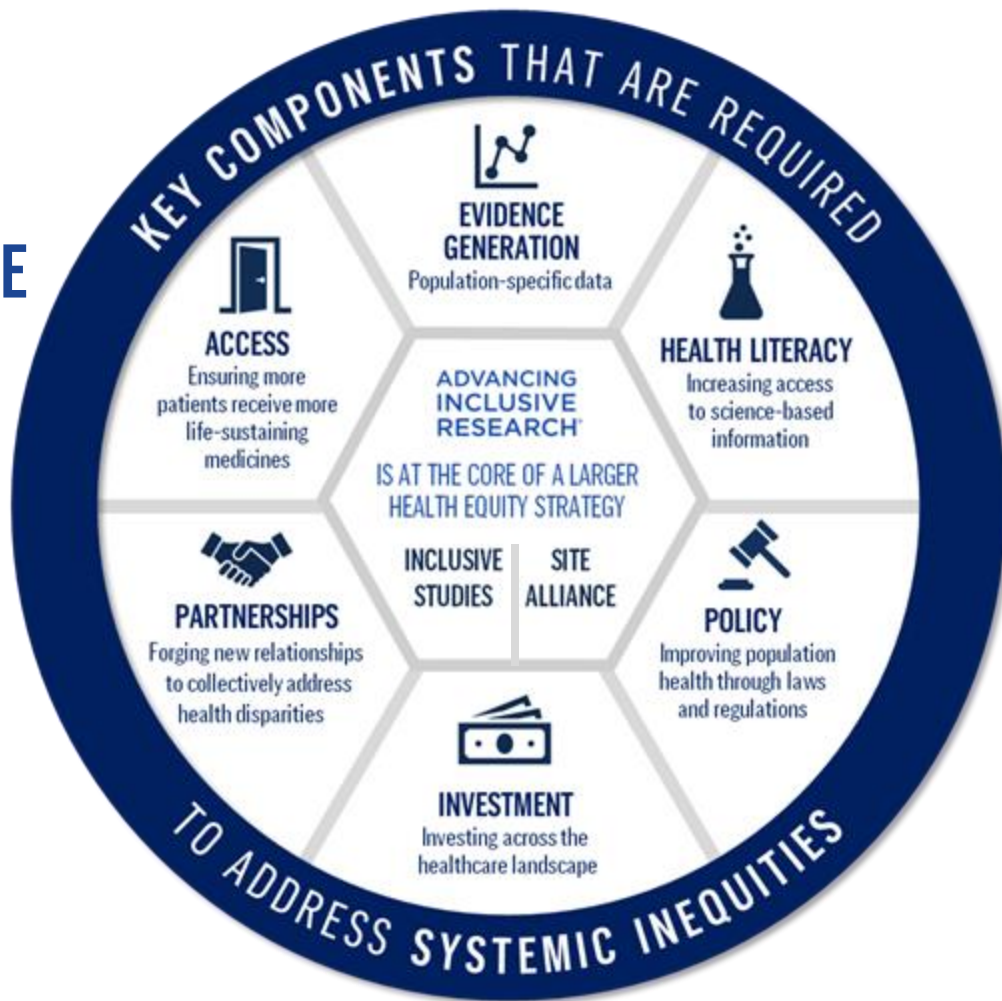 KEY COMPONENTS THAT ARE REQUIRED
E
EVIDENCE
GENERATION
Population-specific data
ACCESS
Ensuring more
patients receive more
life-sustaining
medicines
HEALTH LITERACY
Increasing access
to science-based
information
ADVANCING
INCLUSIVE
RESEARCH
IS AT THE CORE OF A LARGER
HEALTH EQUITY STRATEGY
INCLUSIVE
STUDIES
SITE
ALLIANCE
PARTNERSHIPS
Forging new relationships
to collectively address
health disparities
POLICY
Improving population
health through laws
and regulations
INVESTMENT
Investing across the
healthcare landscape
TO ADDRESS SYSTEMIC INEQUITIES